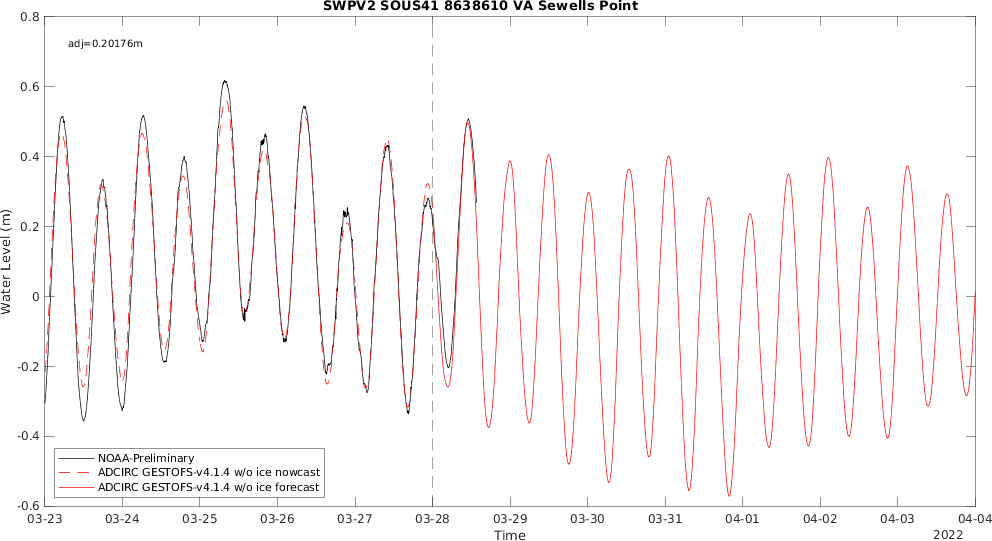 SWPV2 SOUS41 8638610 VA Sewells Point
adj=0.20176m
0.8
0.6
0.4
0.2
0
-0.2
-0.4
-0.6
Water Level (m)
NOAA-Preliminary
ADCIRC GESTOFS-v4.1.4 w/o ice nowcast
ADCIRC GESTOFS-v4.1.4 w/o ice forecast
03-23 03-24 03-25 03-26 03-27 03-28 03-29 03-30 03-31 04-01 04-02 04-03 04-04
Time
2022